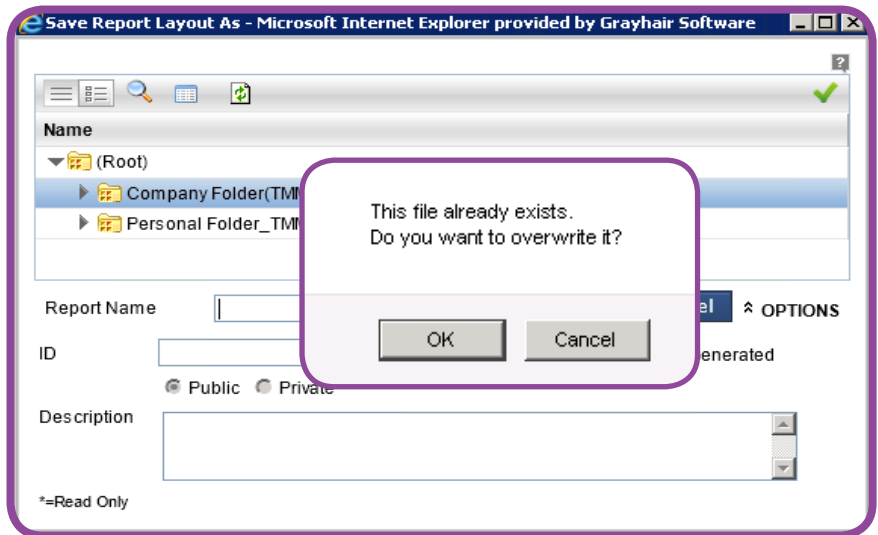 Save Report Layout As - Microsoft Internet Explorer provided by Grayhair Software
?
Name
(Root)
Company Folder(TMM
Personal Folder_TMM
This file already exists.
Do you want to overwrite it?
OK
Cancel
Report Name
el
OPTIONS
ID
enerated
Public
Private
Description
*=Read Only